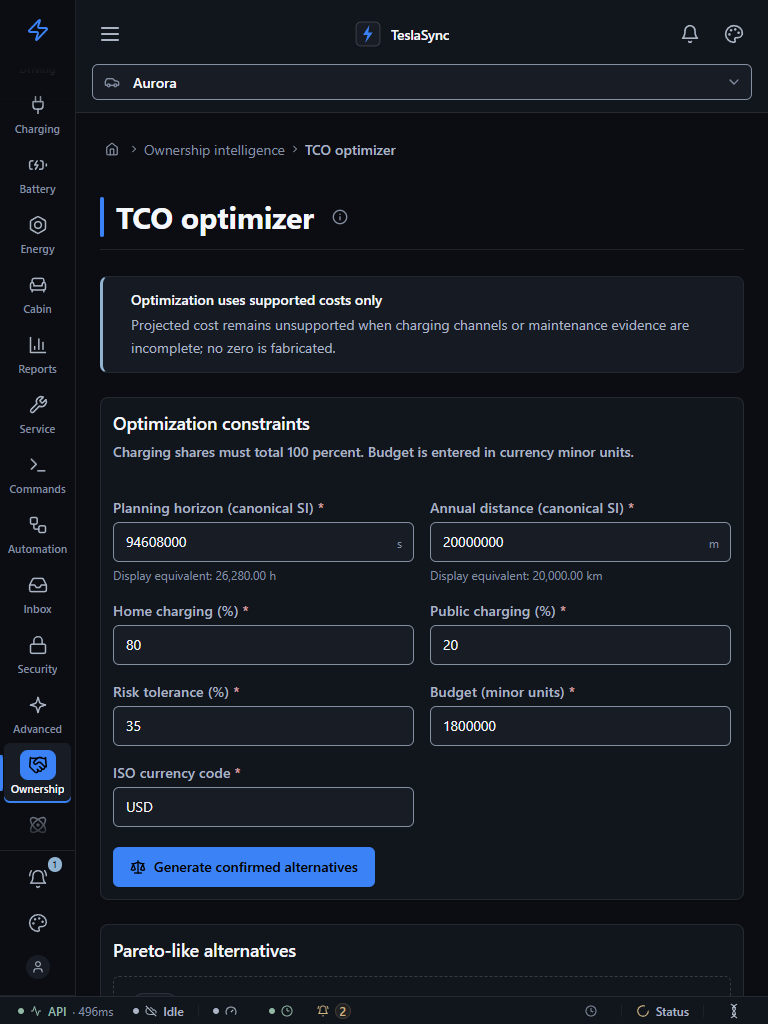 TeslaSync
Aurora
Charging
Battery
Energy
Cabin
Reports
Service
Commands
Automation
Inbox
Security
Advanced
Ownership
1
Ownership intelligence > TCO optimizer
TCO optimizer
Optimization uses supported costs only
Projected cost remains unsupported when charging channels or maintenance evidence are
incomplete; no zero is fabricated.
Optimization constraints
Charging shares must total 100 percent. Budget is entered in currency minor units.
Planning horizon (canonical SI) *
94608000 s
Display equivalent: 26,280.00 h
Annual distance (canonical SI) *
20000000 m
Display equivalent: 20,000.00 km
Home charging (%) *
80
Public charging (%) *
20
Risk tolerance (%) *
35
Budget (minor units) *
1800000
ISO currency code *
USD
Generate confirmed alternatives
Pareto-like alternatives
API · 496ms
Idle
2
Status